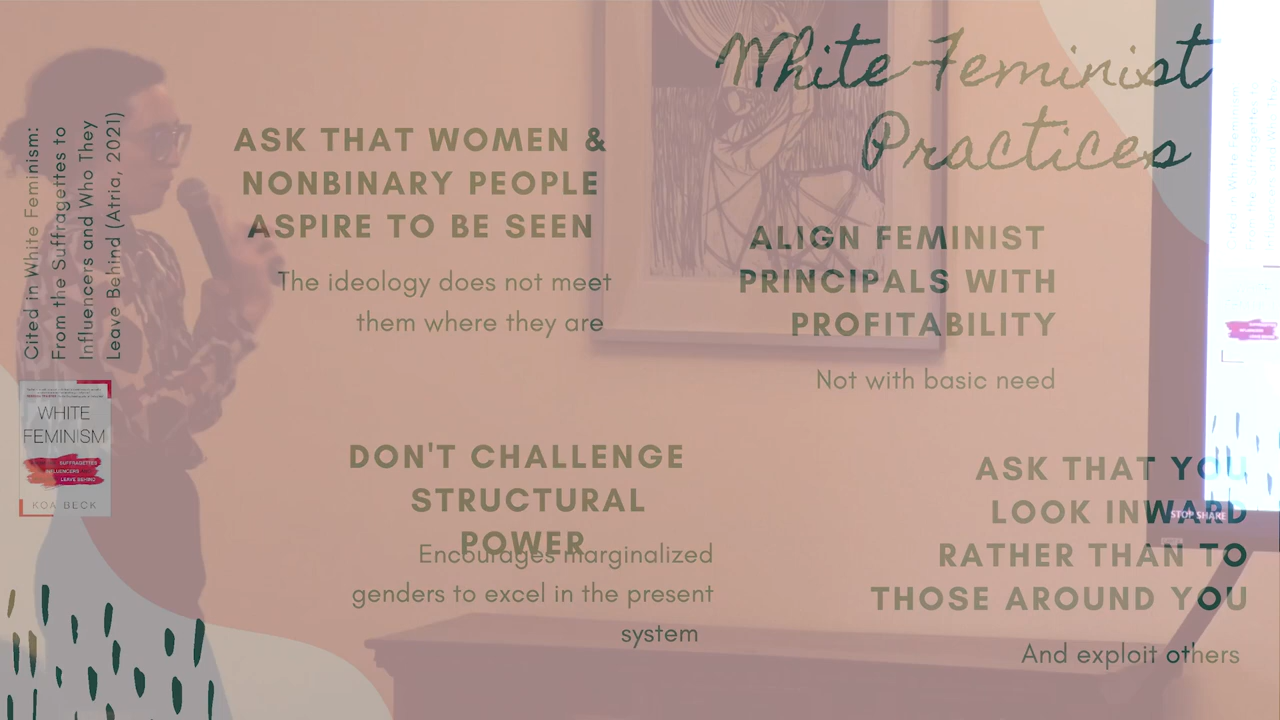 White Feminist
Practices
ASK THAT WOMEN &
NONBINARY PEOPLE
ASPIRE TO BE SEEN
The ideology does not meet
them where they are
ALIGN FEMINIST
PRINCIPALS WITH
PROFITABILITY
Not with basic need
DON'T CHALLENGE
STRUCTURAL
POWER
Encourages marginalized
genders to excel in the present
system
ASK THAT YOU
LOOK INWARD
RATHER THAN TO
THOSE AROUND YOU
And exploit others
Cited in White Feminism:
From the Suffragettes to
Influencers and Who They
Leave Behind (Atria, 2021)
WHITE
FEMINISM
SUFFRAGETTES
INFLUENCERS
LEAVE BEHIND
KOA BECK
STOP SHARE